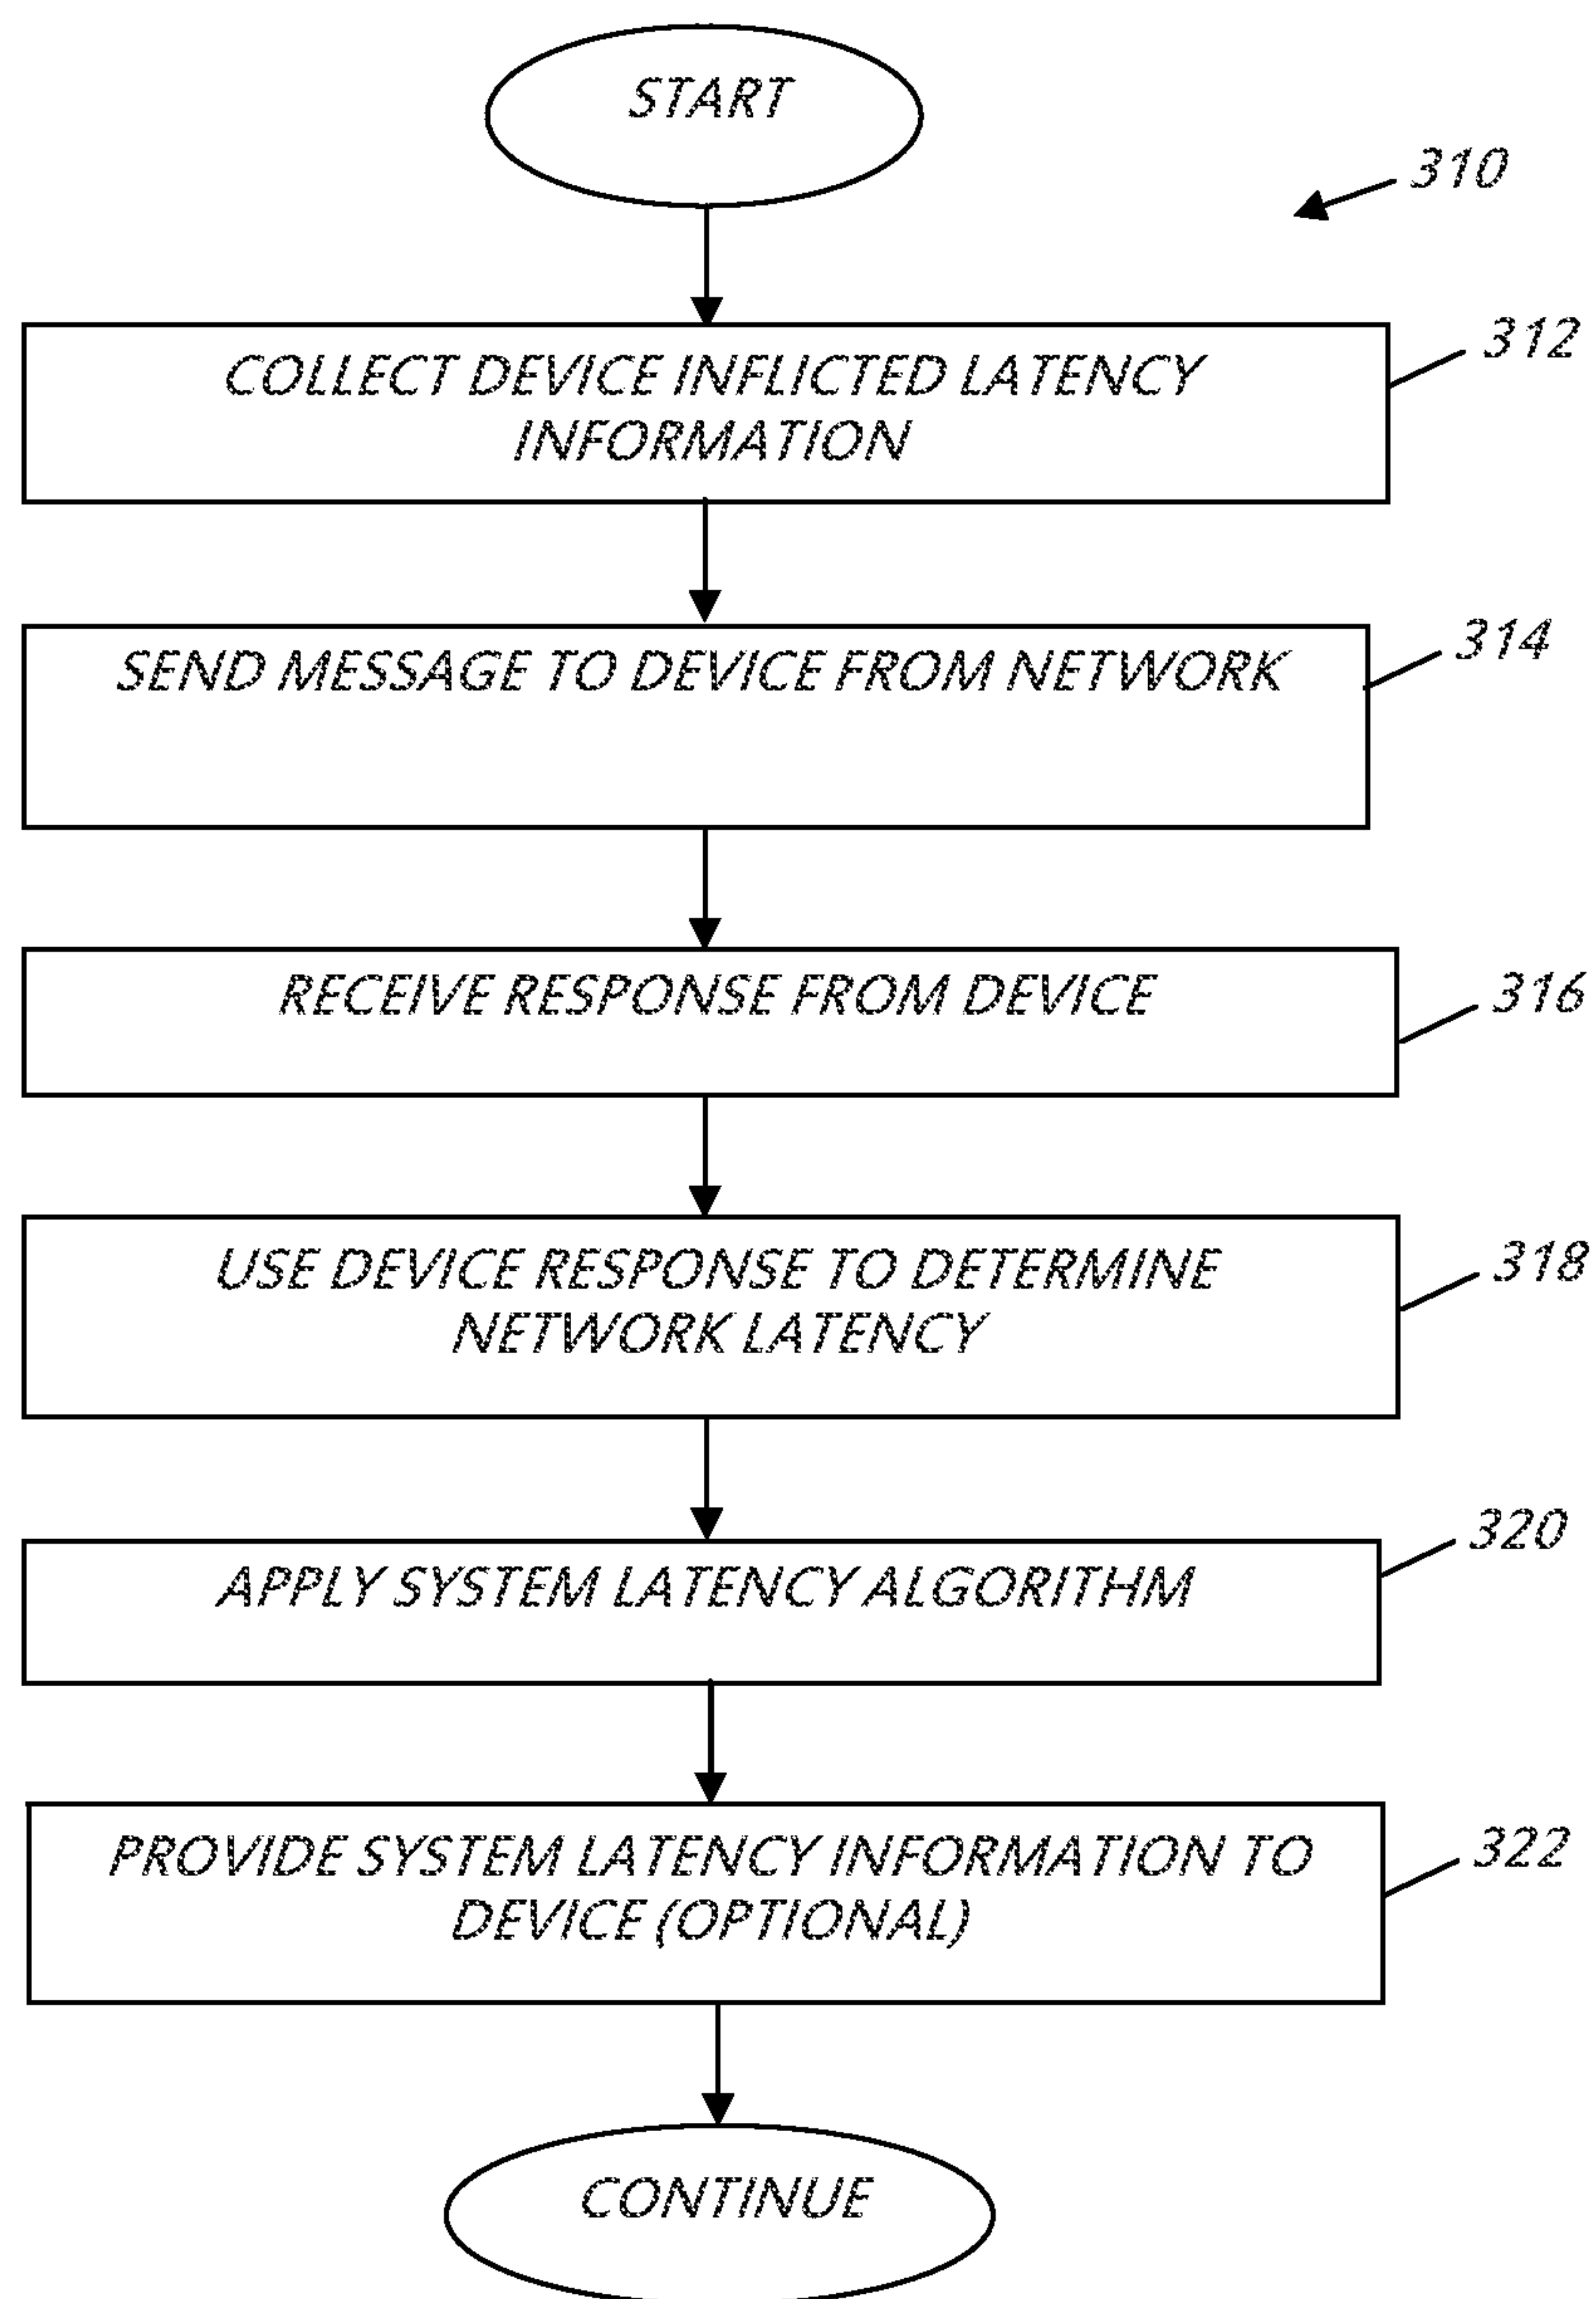 START
310
COLLECT DEVICE INFLICTED LATENCY
INFORMATION
312
SEND MESSAGE TO DEVICE FROM NETWORK
314
RECEIVE RESPONSE FROM DEVICE
316
USE DEVICE RESPONSE TO DETERMINE
NETWORK LATENCY
318
APPLY SYSTEM LATENCY ALGORITHM
320
PROVIDE SYSTEM LATENCY INFORMATION TO
DEVICE (OPTIONAL)
322
CONTINUE